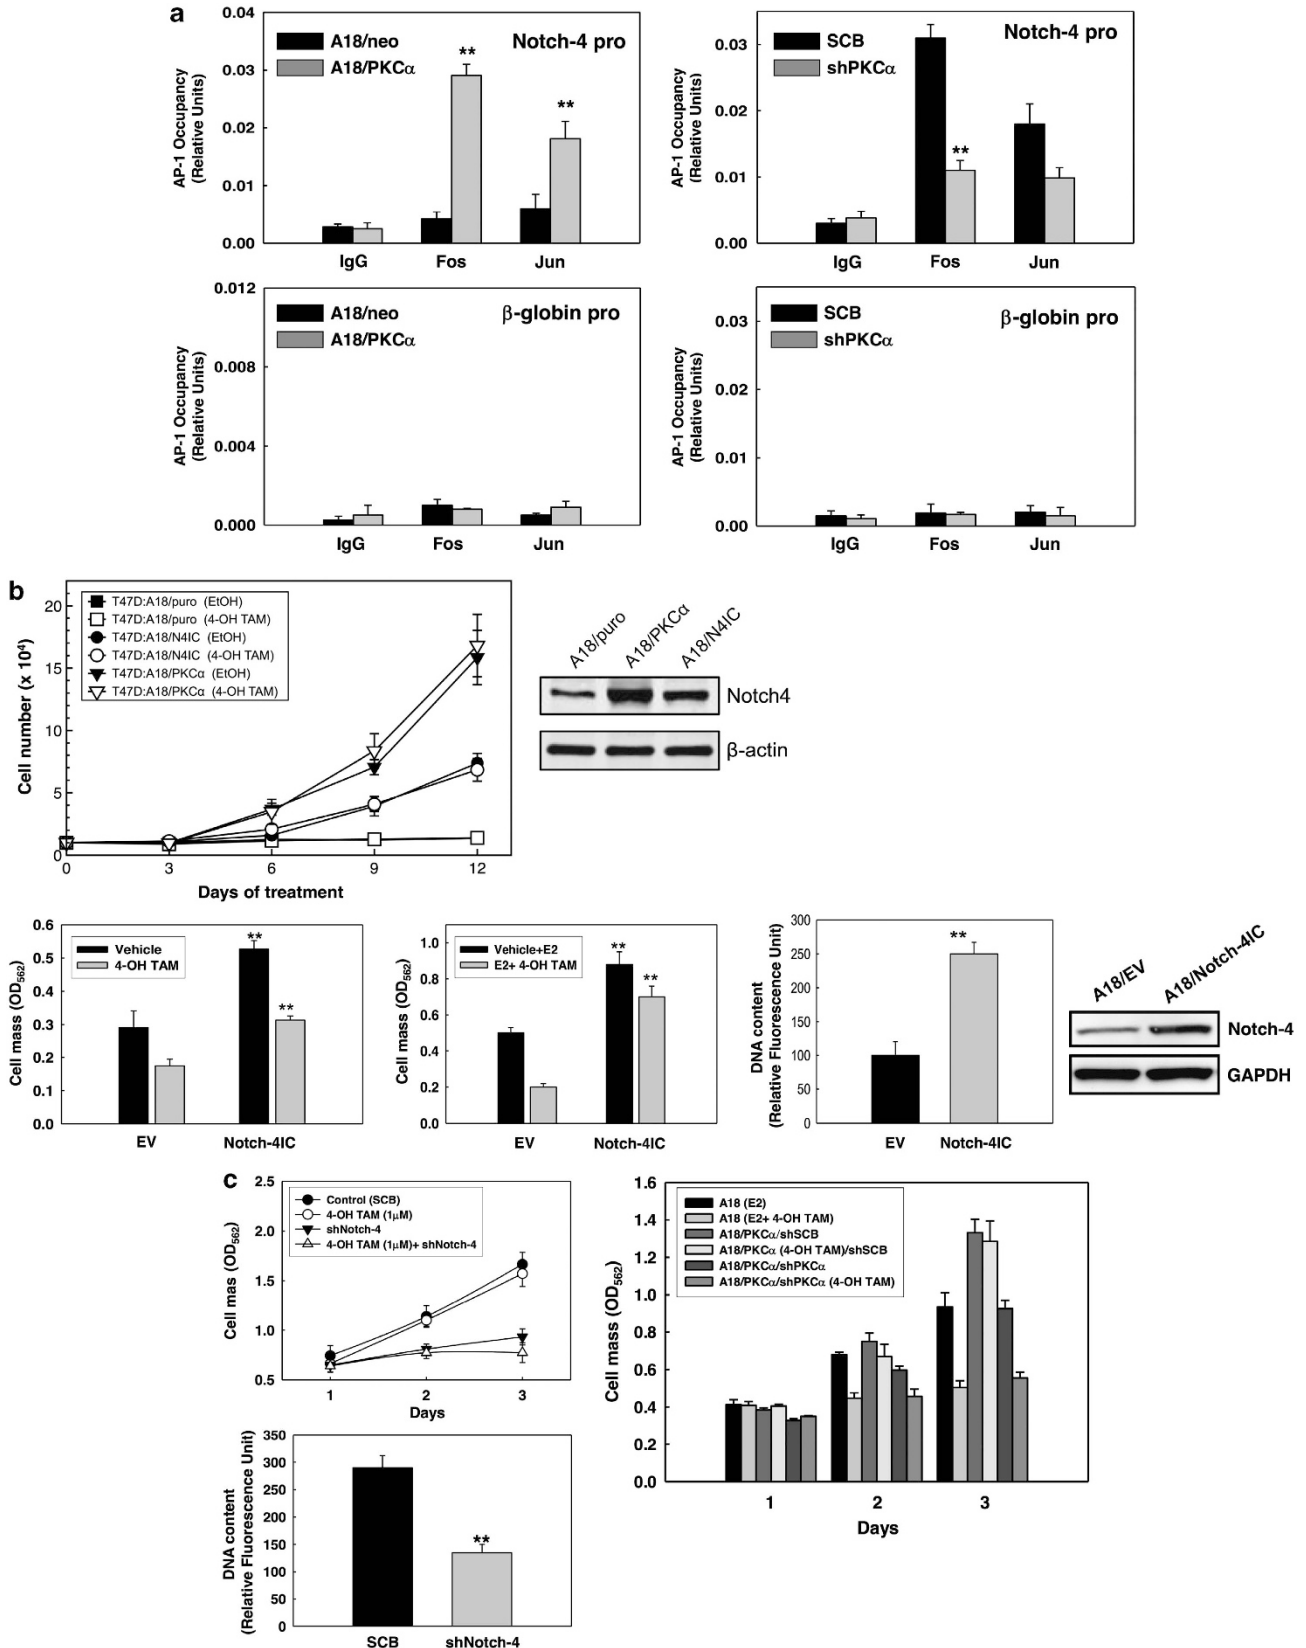 a
0.04
0.03
0.02
0.01
0.00
AP-1 Occupancy
(Relative Units)
A18/neo
A18/PKCα
Notch-4 pro
**
**
IgG Fos Jun
0.03
0.02
0.01
0.00
AP-1 Occupancy
(Relative Units)
SCB
shPKCα
Notch-4 pro
**
IgG Fos Jun
0.012
0.008
0.004
0.000
AP-1 Occupancy
(Relative Units)
A18/neo
A18/PKCα
β-globin pro
IgG Fos Jun
0.03
0.02
0.01
0.00
AP-1 Occupancy
(Relative Units)
SCB
shPKCα
β-globin pro
IgG Fos Jun
b
20
15
10
5
0
Cell number (x 10⁴)
T47D:A18/puro (EtOH)
T47D:A18/puro (4-OH TAM)
T47D:A18/N4IC (EtOH)
T47D:A18/N4IC (4-OH TAM)
T47D:A18/PKCα (EtOH)
T47D:A18/PKCα (4-OH TAM)
0 3 6 9 12
Days of treatment
A18/puro
A18/PKCα
A18/N4IC
Notch4
β-actin
0.6
0.5
0.4
0.3
0.2
0.1
0.0
Cell mass (OD₅₆₂)
Vehicle
4-OH TAM
**
**
EV Notch-4IC
1.0
0.8
0.6
0.4
0.2
0.0
Cell mass (OD₅₆₂)
Vehicle+E2
E2+ 4-OH TAM
**
**
EV Notch-4IC
300
250
200
150
100
50
0
DNA content
(Relative Fluorescence Unit)
**
EV Notch-4IC
A18/EV
A18/Notch-4IC
Notch-4
GAPDH
c
2.5
2.0
1.5
1.0
0.5
Cell mas (OD₅₆₂)
Control (SCB)
4-OH TAM (1μM)
shNotch-4
4-OH TAM (1μM)+ shNotch-4
1 2 3
Days
1.6
1.4
1.2
1.0
0.8
0.6
0.4
0.2
0.0
Cell mass (OD₅₆₂)
A18 (E2)
A18 (E2+ 4-OH TAM)
A18/PKCα/shSCB
A18/PKCα (4-OH TAM)/shSCB
A18/PKCα/shPKCα
A18/PKCα/shPKCα (4-OH TAM)
1 2 3
Days
350
300
250
200
150
100
50
0
DNA content
(Relative Fluorescence Unit)
**
SCB shNotch-4